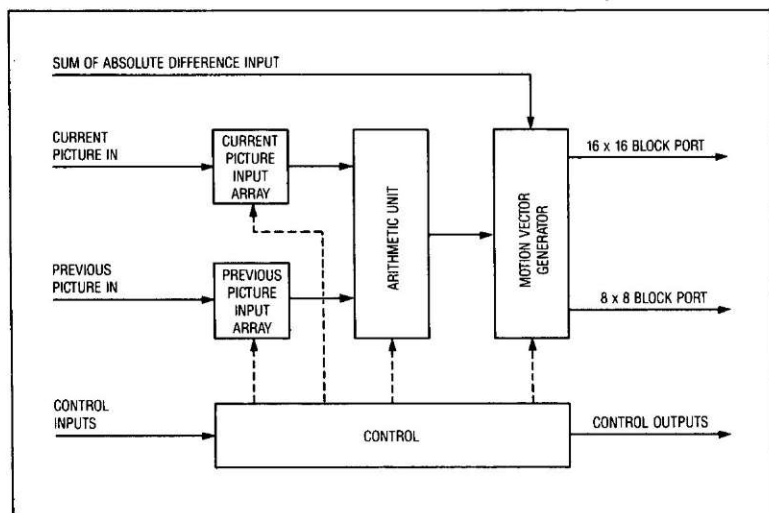 SUM OF ABSOLUTE DIFFERENCE INPUT
CURRENT
PICTURE IN
CURRENT
PICTURE
INPUT
ARRAY
ARITHMETIC UNIT
MOTION VECTOR
GENERATOR
16 x 16 BLOCK PORT
PREVIOUS
PICTURE IN
PREVIOUS
PICTURE
INPUT
ARRAY
8 x 8 BLOCK PORT
CONTROL
INPUTS
CONTROL
CONTROL OUTPUTS